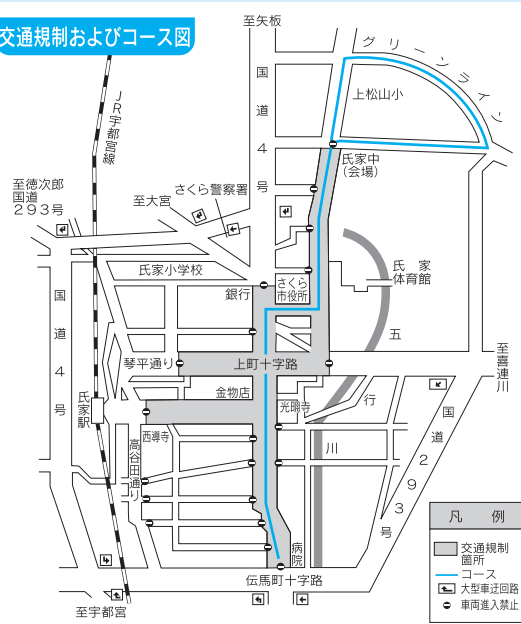 交通規制およびコース図
至矢板
グリーンライン
国道4号
上松山小
JR宇都宮線
氏家中
(会場)
至徳次郎
国道
293号
さくら警察署
至大宮
氏家小学校
さくら
市役所
氏家
体育館
銀行
国道4号
五行川
至喜連川
琴平通り
上町十字路
金物店
光明寺
氏家駅
西導寺
高谷田通り
国道293号
病院
伝馬町十字路
至宇都宮
凡例
交通規制
箇所
コース
大型車迂回路
車両進入禁止